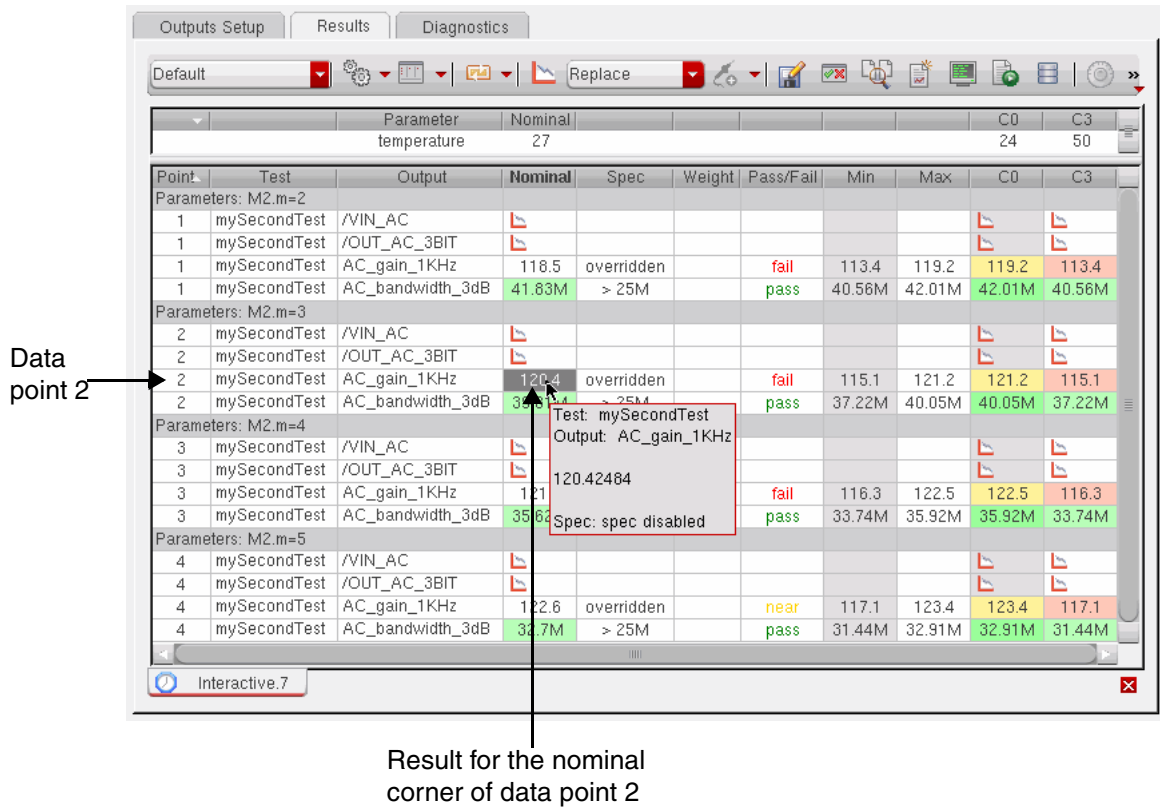 Outputs Setup Results Diagnostics
Default Replace »
Parameter Nominal C0 C3
temperature 27 24 50
Point Test Output Nominal Spec Weight Pass/Fail Min Max C0 C3
Parameters: M2.m=2
1 mySecondTest /VIN_AC
1 mySecondTest /OUT_AC_3BIT
1 mySecondTest AC_gain_1KHz 118.5 overridden fail 113.4 119.2 119.2 113.4
1 mySecondTest AC_bandwidth_3dB 41.83M > 25M pass 40.56M 42.01M 42.01M 40.56M
Parameters: M2.m=3
2 mySecondTest /VIN_AC
2 mySecondTest /OUT_AC_3BIT
Data
point 2
2 mySecondTest AC_gain_1KHz 120.4 overridden fail 115.1 121.2 121.2 115.1
2 mySecondTest AC_bandwidth_3dB > 25M pass 37.22M 40.05M 40.05M 37.22M
Test: mySecondTest
Output: AC_gain_1KHz
120.42484
Spec: spec disabled
Parameters: M2.m=4
3 mySecondTest /VIN_AC
3 mySecondTest /OUT_AC_3BIT
3 mySecondTest AC_gain_1KHz 121 fail 116.3 122.5 122.5 116.3
3 mySecondTest AC_bandwidth_3dB 35.62 pass 33.74M 35.92M 35.92M 33.74M
Parameters: M2.m=5
4 mySecondTest /VIN_AC
4 mySecondTest /OUT_AC_3BIT
4 mySecondTest AC_gain_1KHz 122.6 overridden near 117.1 123.4 123.4 117.1
4 mySecondTest AC_bandwidth_3dB 32.7M > 25M pass 31.44M 32.91M 32.91M 31.44M
Interactive.7
Result for the nominal
corner of data point 2